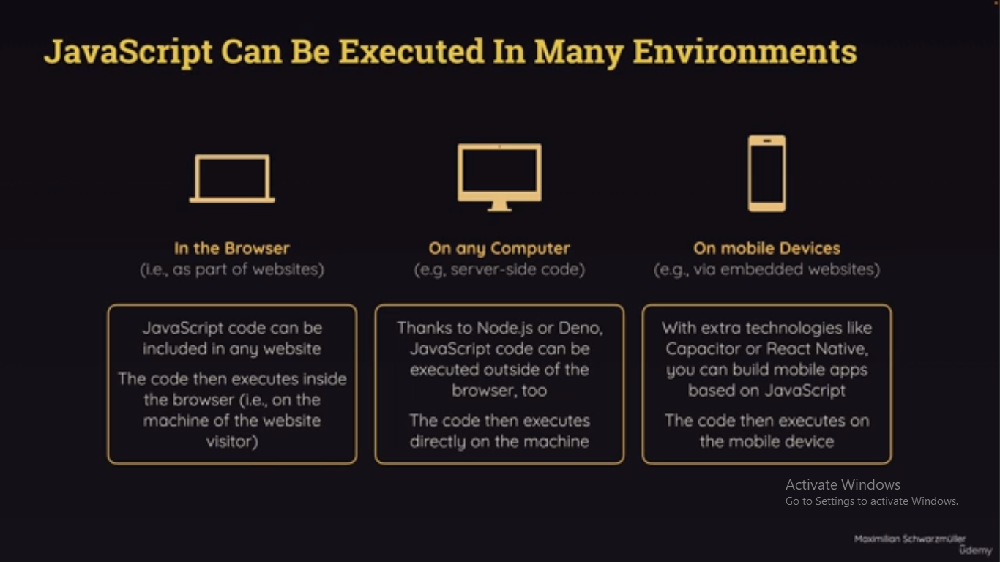 JavaScript Can Be Executed In Many Environments
In the Browser
(i.e., as part of websites)
JavaScript code can be
included in any website
The code then executes inside
the browser (i.e., on the
machine of the website
visitor)
On any Computer
(e.g, server-side code)
Thanks to Node.js or Deno,
JavaScript code can be
executed outside of the
browser, too
The code then executes
directly on the machine
On mobile Devices
(e.g., via embedded websites)
With extra technologies like
Capacitor or React Native,
you can build mobile apps
based on JavaScript
The code then executes on
the mobile device
Activate Windows
Go to Settings to activate Windows.
Maximilian Schwarzmüller
ûdemy